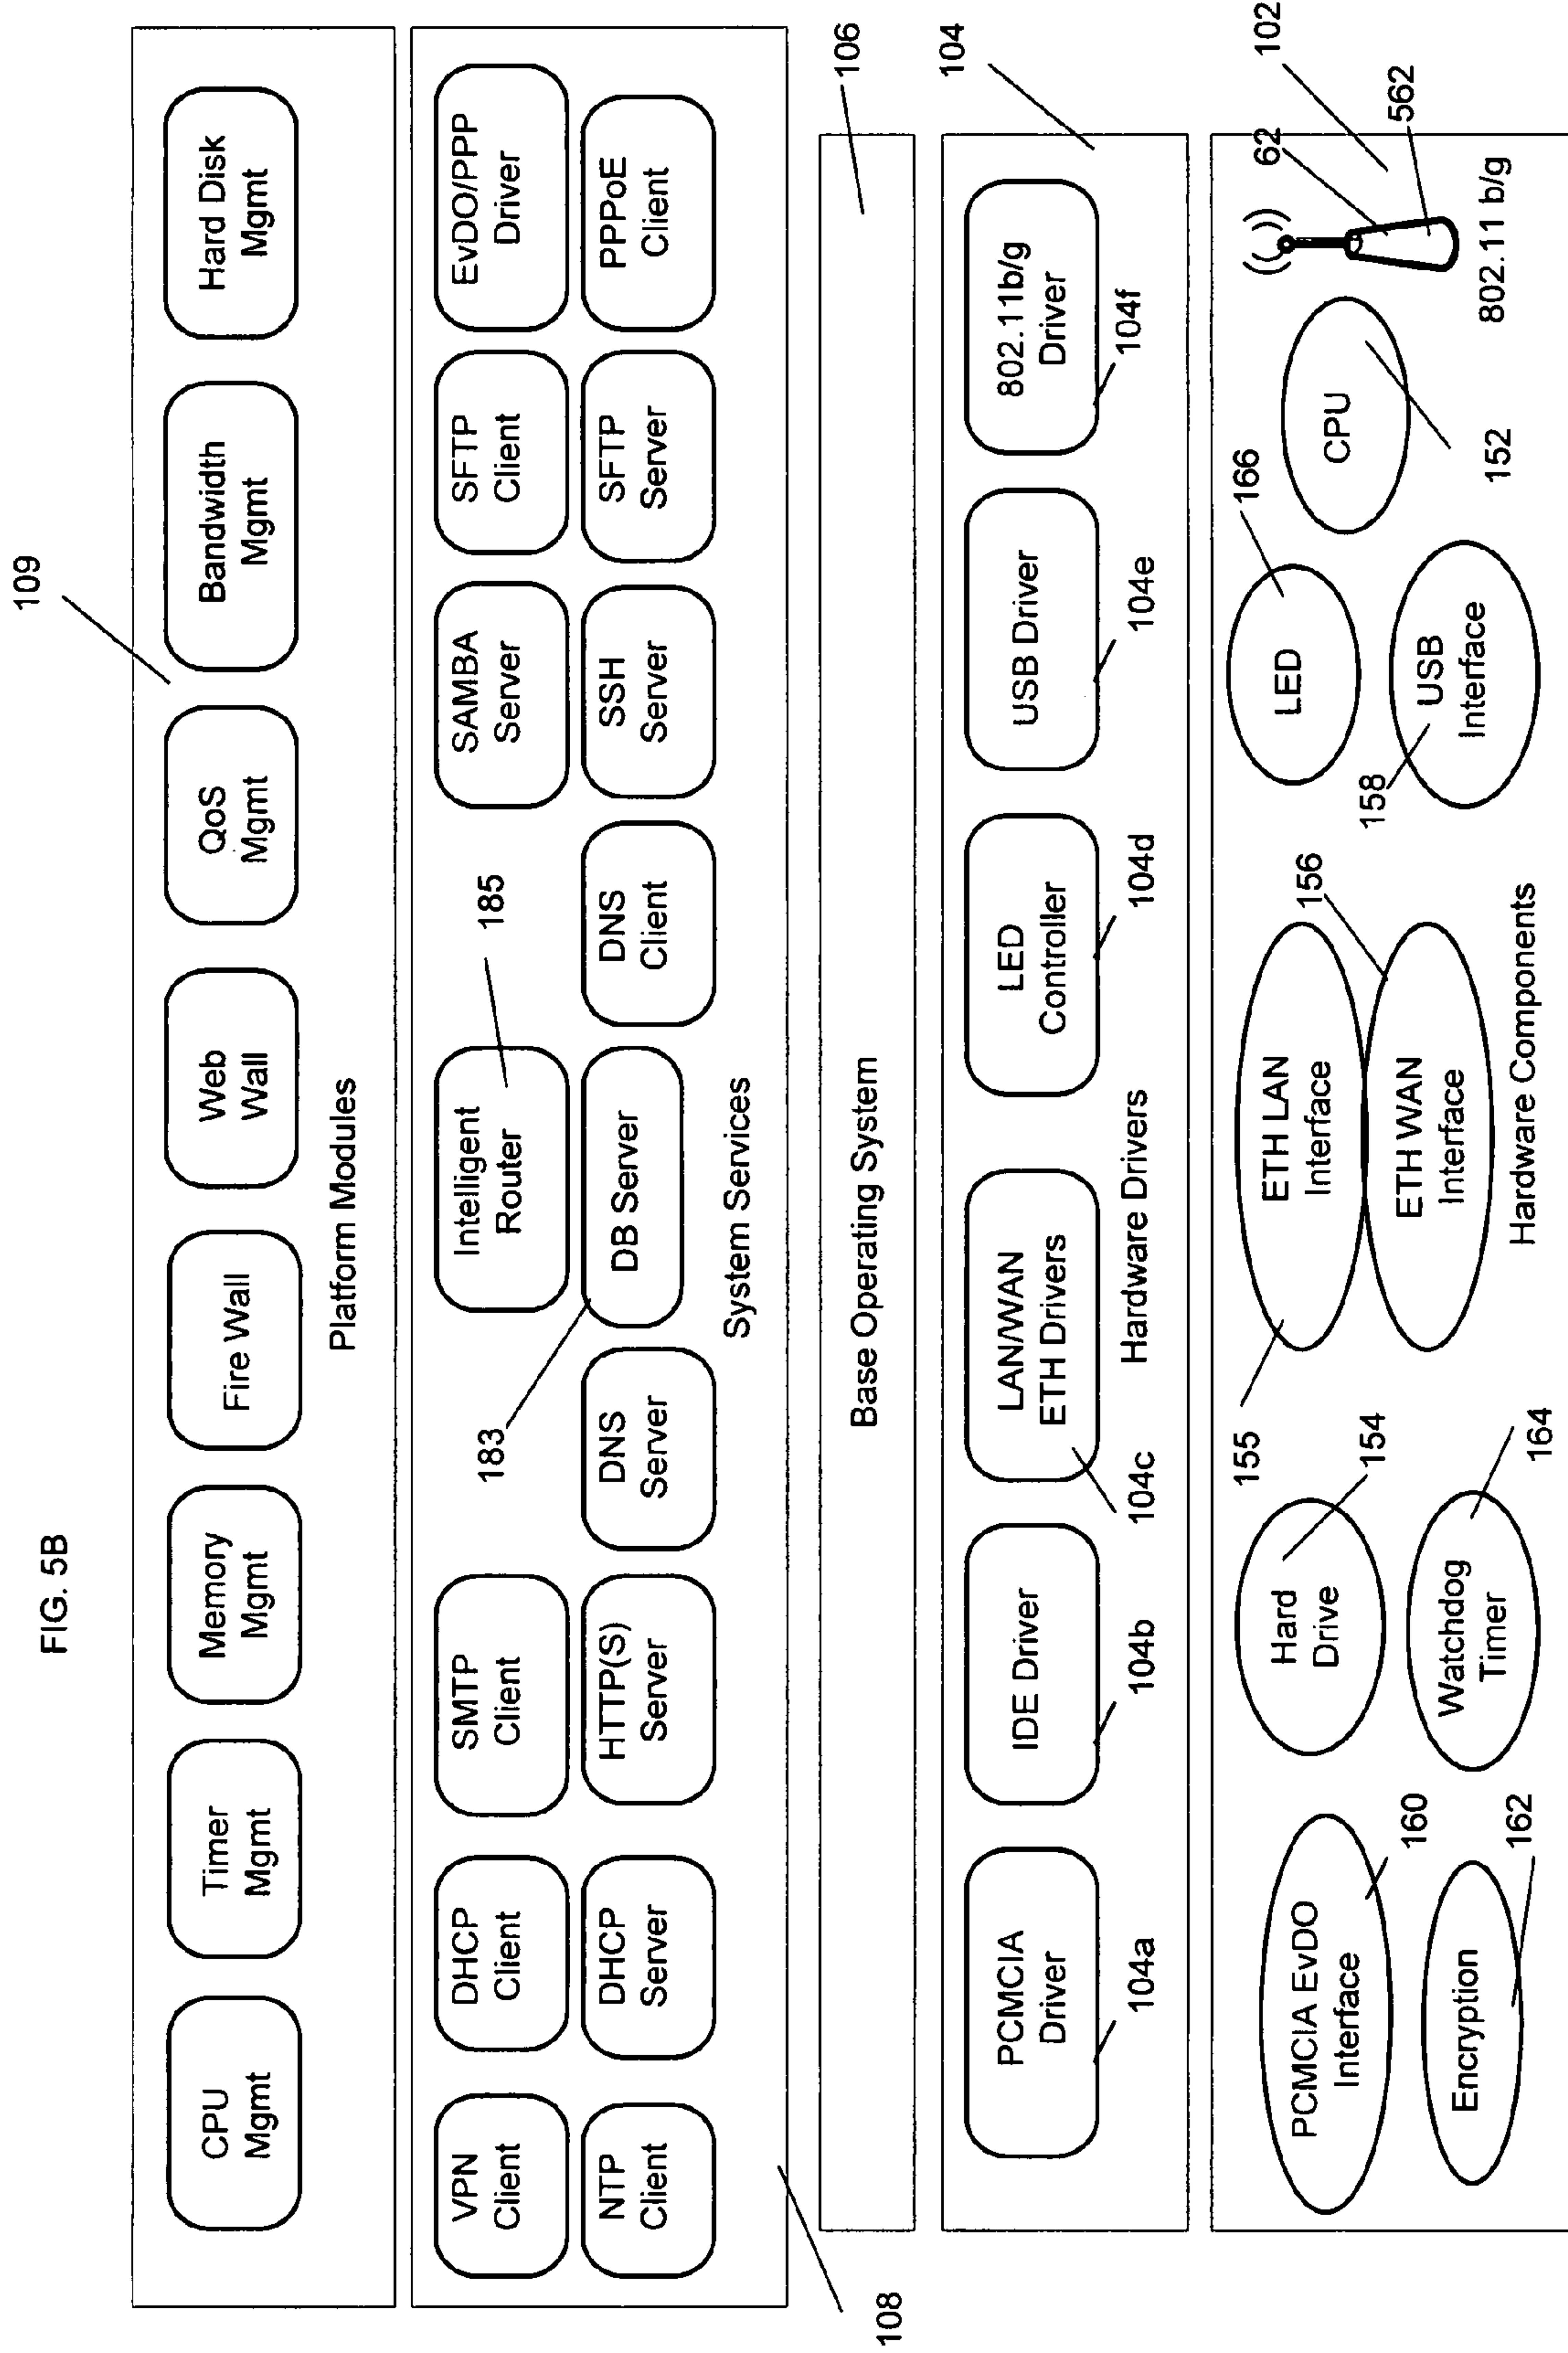 FIG. 5B
109
CPU
Mgmt
Timer
Mgmt
Memory
Mgmt
Fire Wall
Web
Wall
QoS
Mgmt
Bandwidth
Mgmt
Hard Disk
Mgmt
Platform Modules
VPN
Client
DHCP
Client
SMTP
Client
Intelligent
Router
185
SAMBA
Server
SFTP
Client
EvDO/PPP
Driver
183
NTP
Client
DHCP
Server
HTTP(S)
Server
DNS
Server
DB Server
DNS
Client
SSH
Server
SFTP
Server
PPPoE
Client
System Services
108
106
Base Operating System
104
PCMCIA
Driver
IDE Driver
LAN/WAN
ETH Drivers
LED
Controller
USB Driver
802.11b/g
Driver
104a
104b
104c
Hardware Drivers
104d
104e
104f
102
PCMCIA EvDO
Interface
160
Hard
Drive
154
155
ETH LAN
Interface
156
LED
166
CPU
152
62
562
802.11 b/g
Encryption
162
Watchdog
Timer
164
ETH WAN
Interface
158
USB
Interface
Hardware Components